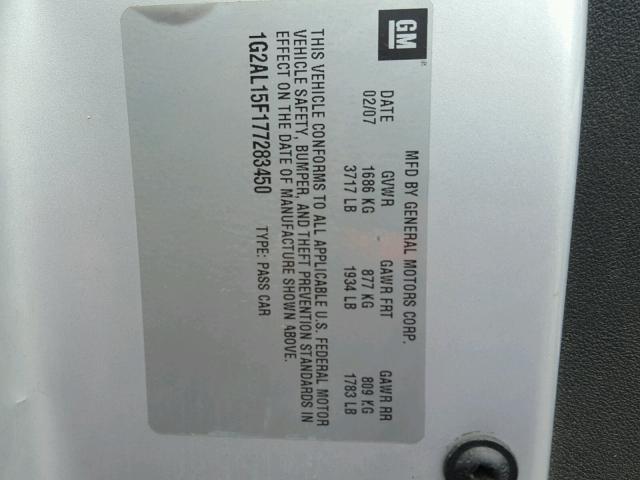 GM
MFD BY GENERAL MOTORS CORP.
DATE GVWR GAWR FRT GAWR RR
02/07 1686 KG 877 KG 809 KG
3717 LB 1934 LB 1783 LB
THIS VEHICLE CONFORMS TO ALL APPLICABLE U.S. FEDERAL MOTOR
VEHICLE SAFETY, BUMPER, AND THEFT PREVENTION STANDARDS IN
EFFECT ON THE DATE OF MANUFACTURE SHOWN ABOVE.
1G2AL15F177283450 TYPE: PASS CAR